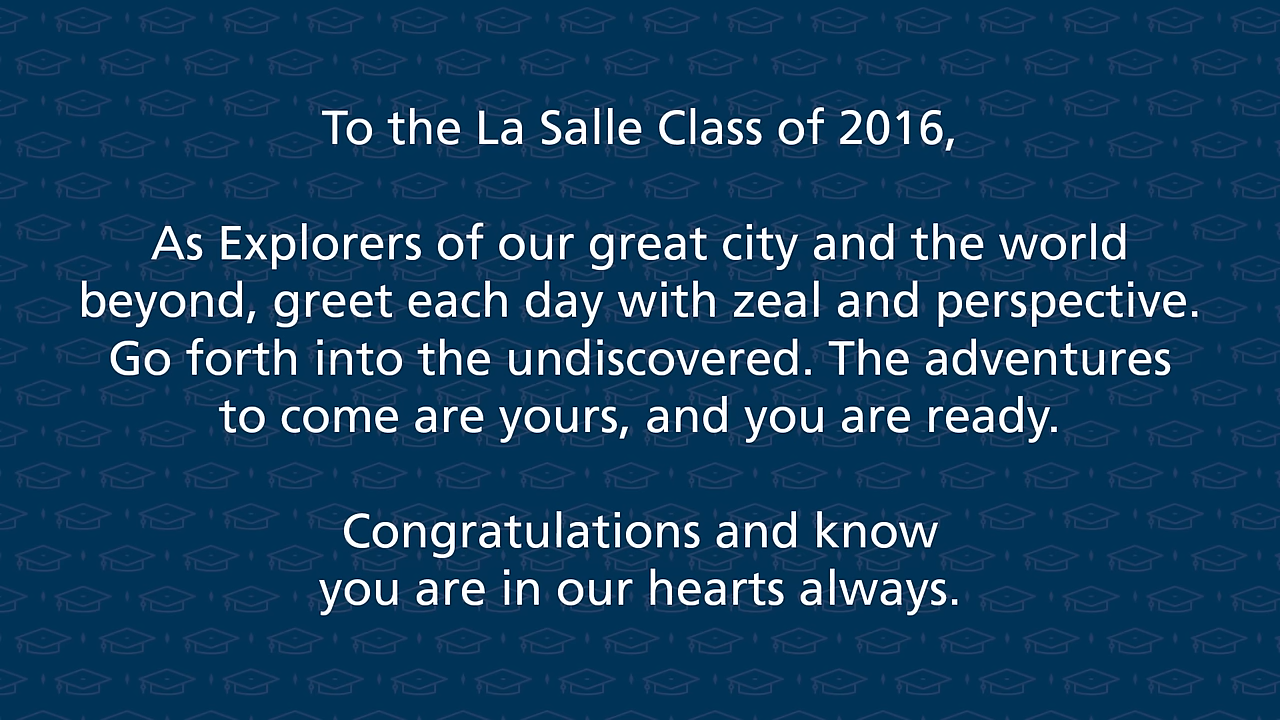 To the La Salle Class of 2016,
As Explorers of our great city and the world
beyond, greet each day with zeal and perspective.
Go forth into the undiscovered. The adventures
to come are yours, and you are ready.
Congratulations and know
you are in our hearts always.